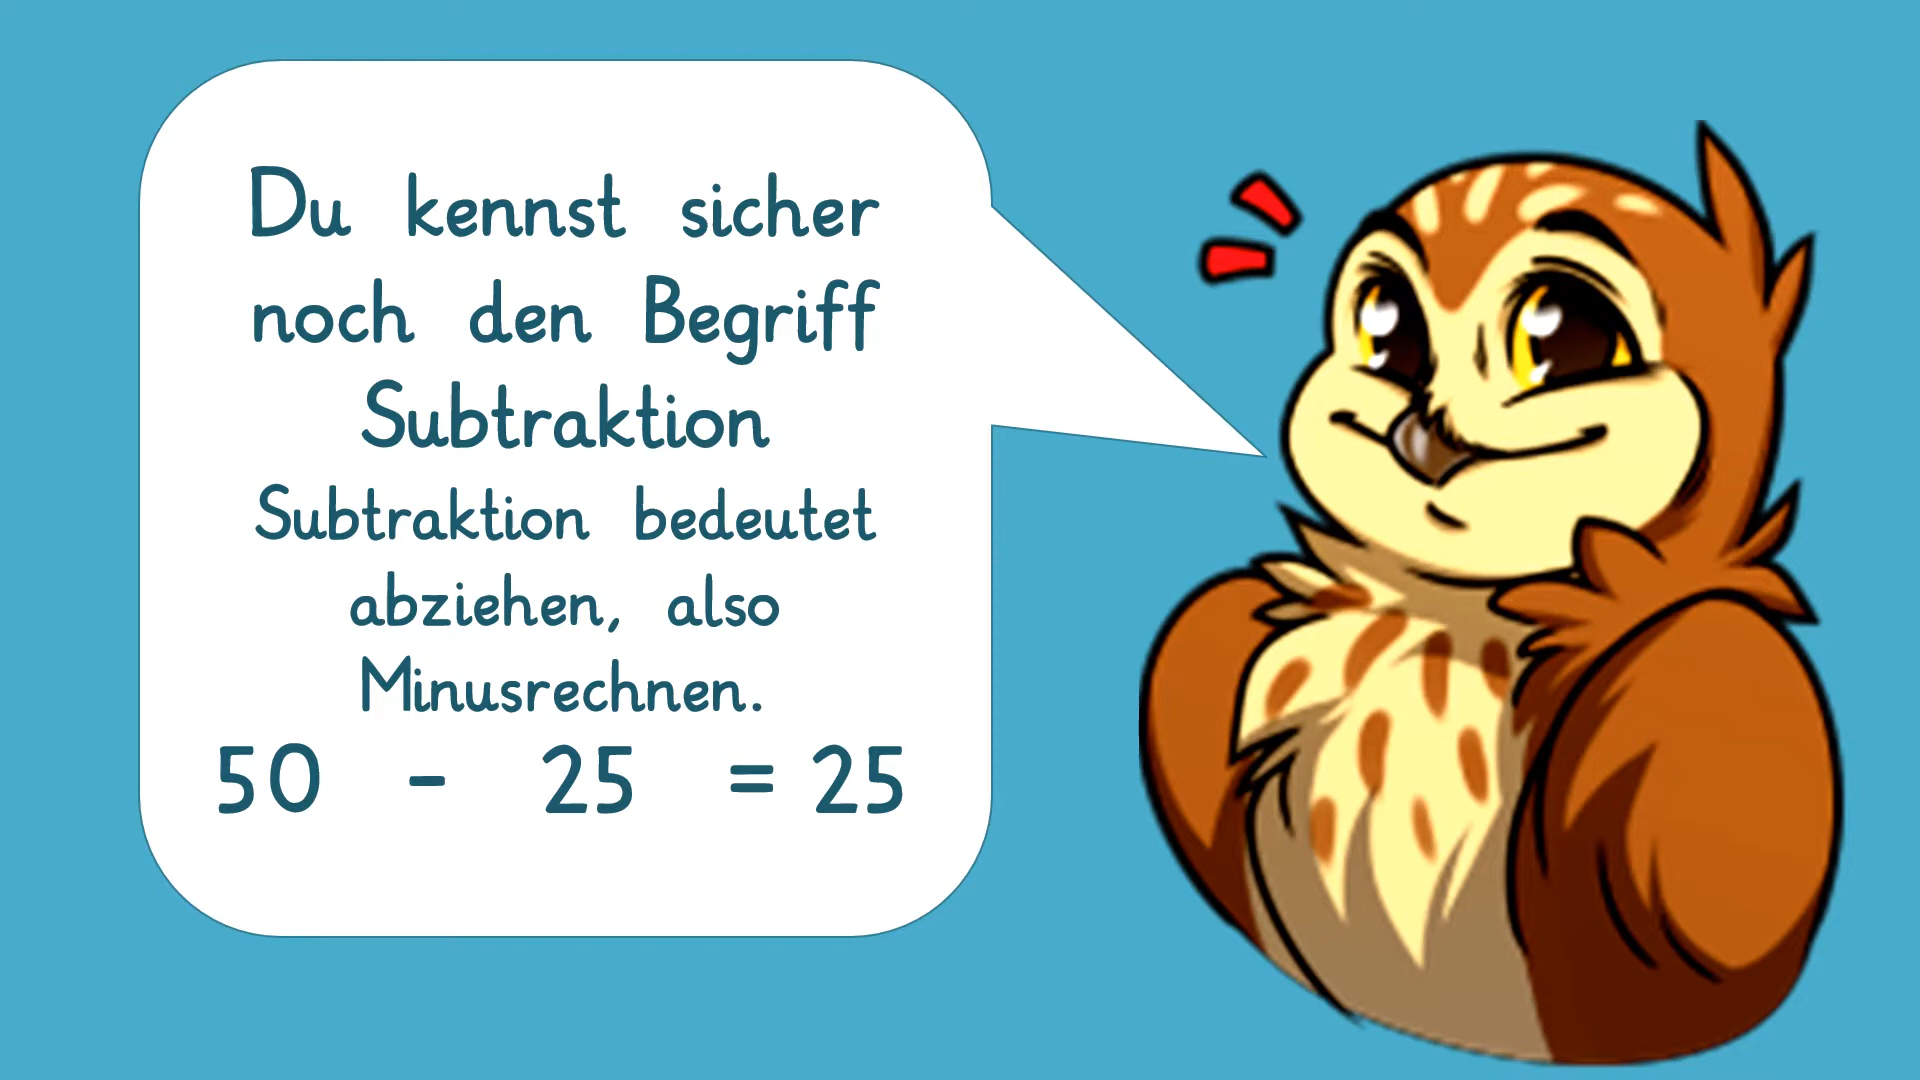 Du kennst sicher
noch den Begriff
Subtraktion
Subtraktion bedeutet
abziehen, also
Minusrechnen.
50 - 25 = 25